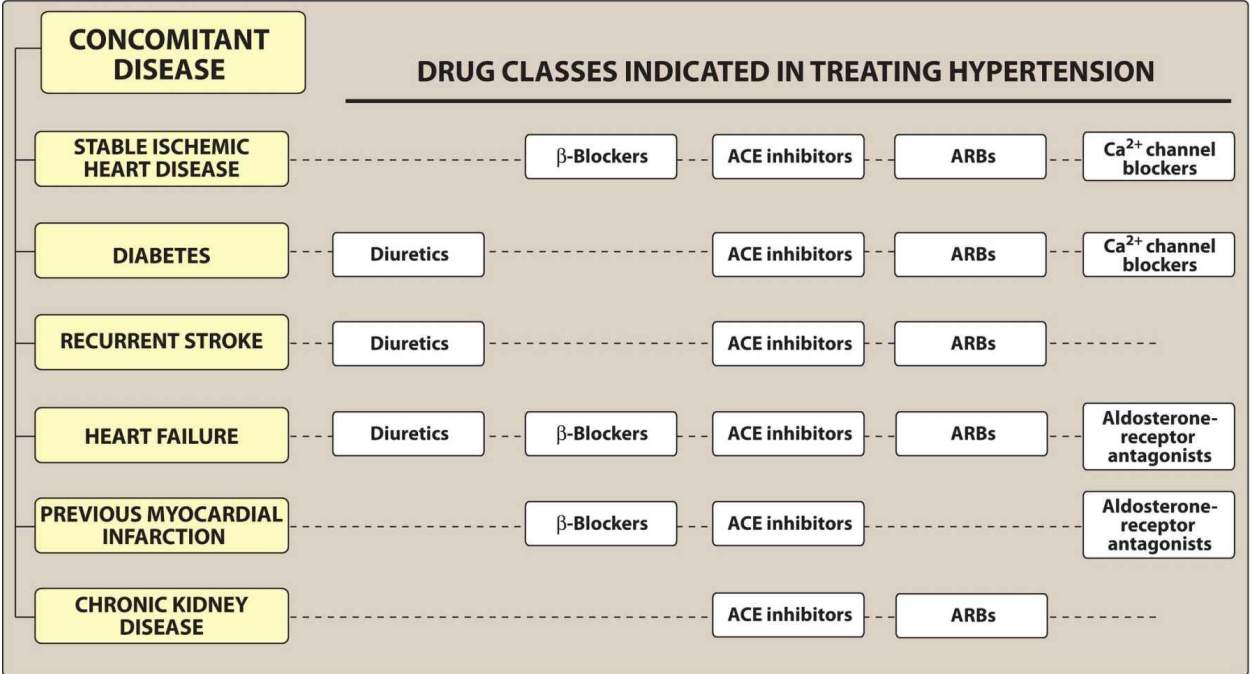 CONCOMITANT
DISEASE
DRUG CLASSES INDICATED IN TREATING HYPERTENSION
STABLE ISCHEMIC
HEART DISEASE
β-Blockers
ACE inhibitors
ARBs
Ca²⁺ channel
blockers
DIABETES
Diuretics
ACE inhibitors
ARBs
Ca²⁺ channel
blockers
RECURRENT STROKE
Diuretics
ACE inhibitors
ARBs
HEART FAILURE
Diuretics
β-Blockers
ACE inhibitors
ARBs
Aldosterone-
receptor
antagonists
PREVIOUS MYOCARDIAL
INFARCTION
β-Blockers
ACE inhibitors
Aldosterone-
receptor
antagonists
CHRONIC KIDNEY
DISEASE
ACE inhibitors
ARBs